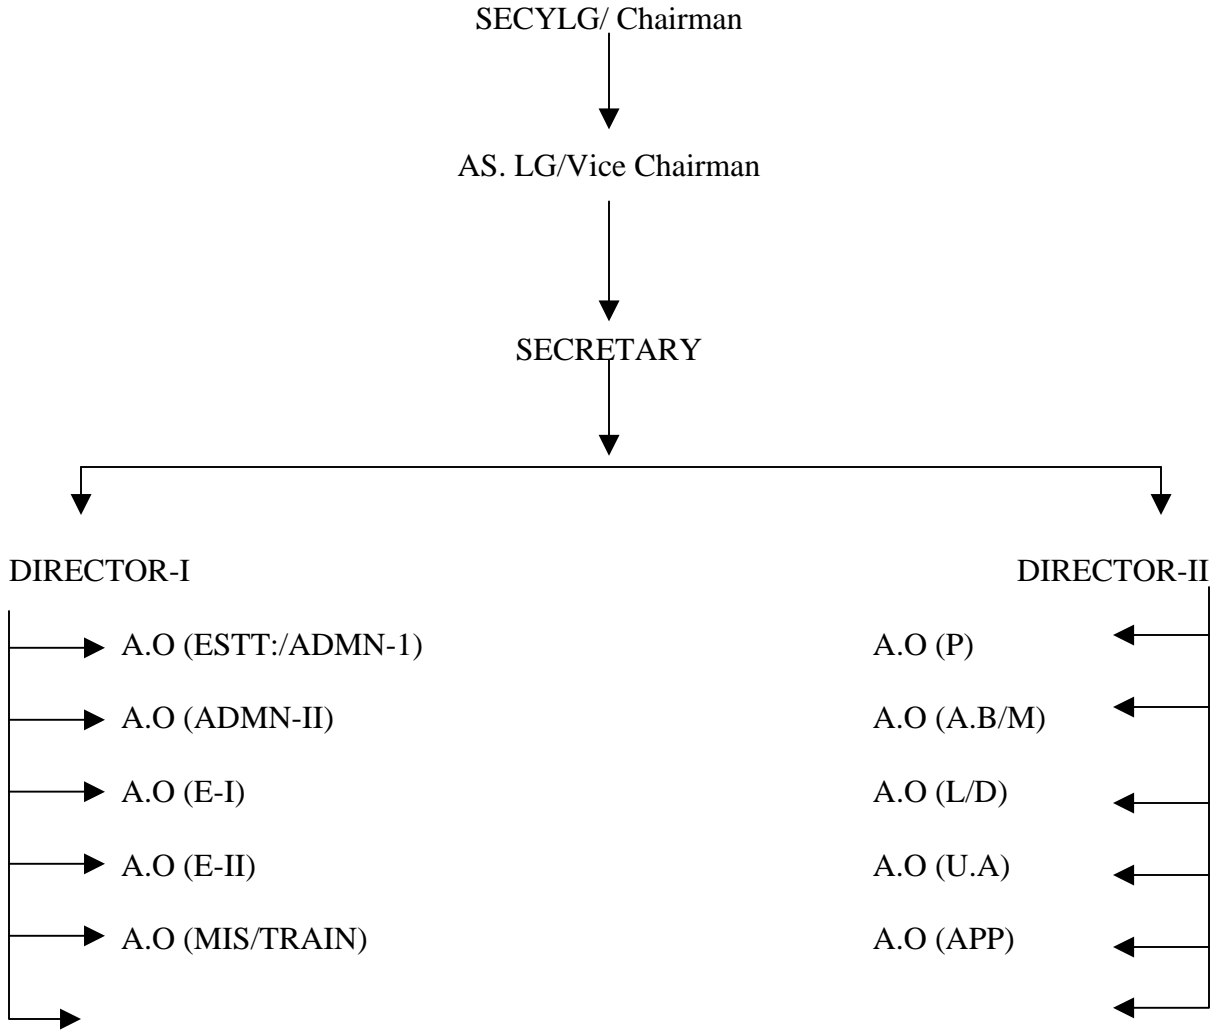 SECYLG/ Chairman
AS. LG/Vice Chairman
SECRETARY
DIRECTOR-I
DIRECTOR-II
A.O (ESTT:/ADMN-1)
A.O (P)
A.O (ADMN-II)
A.O (A.B/M)
A.O (E-I)
A.O (L/D)
A.O (E-II)
A.O (U.A)
A.O (MIS/TRAIN)
A.O (APP)